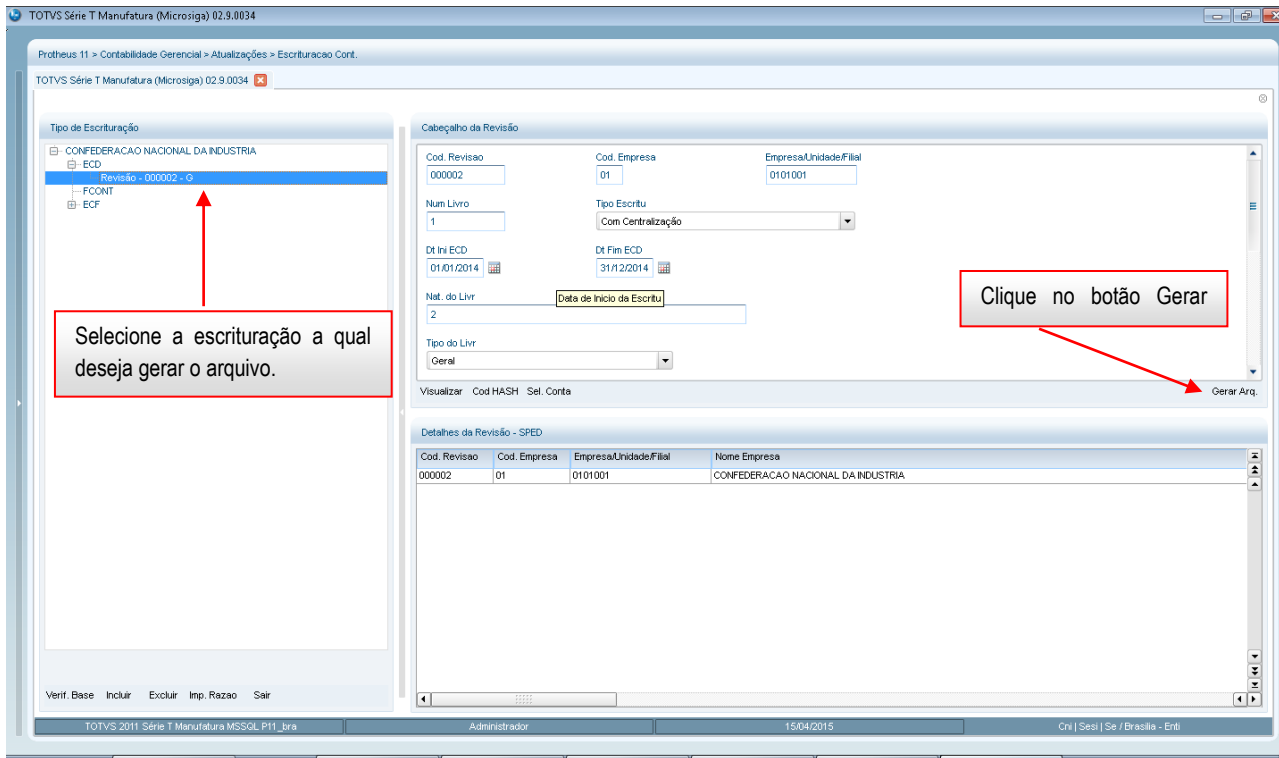 TOTVS Série T Manufatura (Microsiga) 02.9.0034
Protheus 11 > Contabilidade Gerencial > Atualizações > Escrituracao Cont.
TOTVS Série T Manufatura (Microsiga) 02.9.0034
Tipo de Escrituração
CONFEDERACAO NACIONAL DA INDUSTRIA
ECD
Revisão - 000002 - G
FCONT
ECF
Selecione a escrituração a qual
deseja gerar o arquivo.
Verif. Base Incluir Excluir Imp. Razao Sair
Cabeçalho da Revisão
Cod. Revisao Cod. Empresa Empresa/Unidade/Filial
000002 01 0101001
Num Livro Tipo Escritu
1 Com Centralização
Dt Ini ECD Dt Fim ECD
01/01/2014 31/12/2014
Nat. do Livr Data de Inicio da Escritu
2
Tipo do Livr
Geral
Clique no botão Gerar
Visualizar Cod HASH Sel. Conta Gerar Arq.
Detalhes da Revisão - SPED
Cod. Revisao Cod. Empresa Empresa/Unidade/Filial Nome Empresa
000002 01 0101001 CONFEDERACAO NACIONAL DA INDUSTRIA
TOTVS 2011 Série T Manufatura MSSQL P11_bra Administrador 15/04/2015 Cni | Sesi | Se / Brasilia - Enti